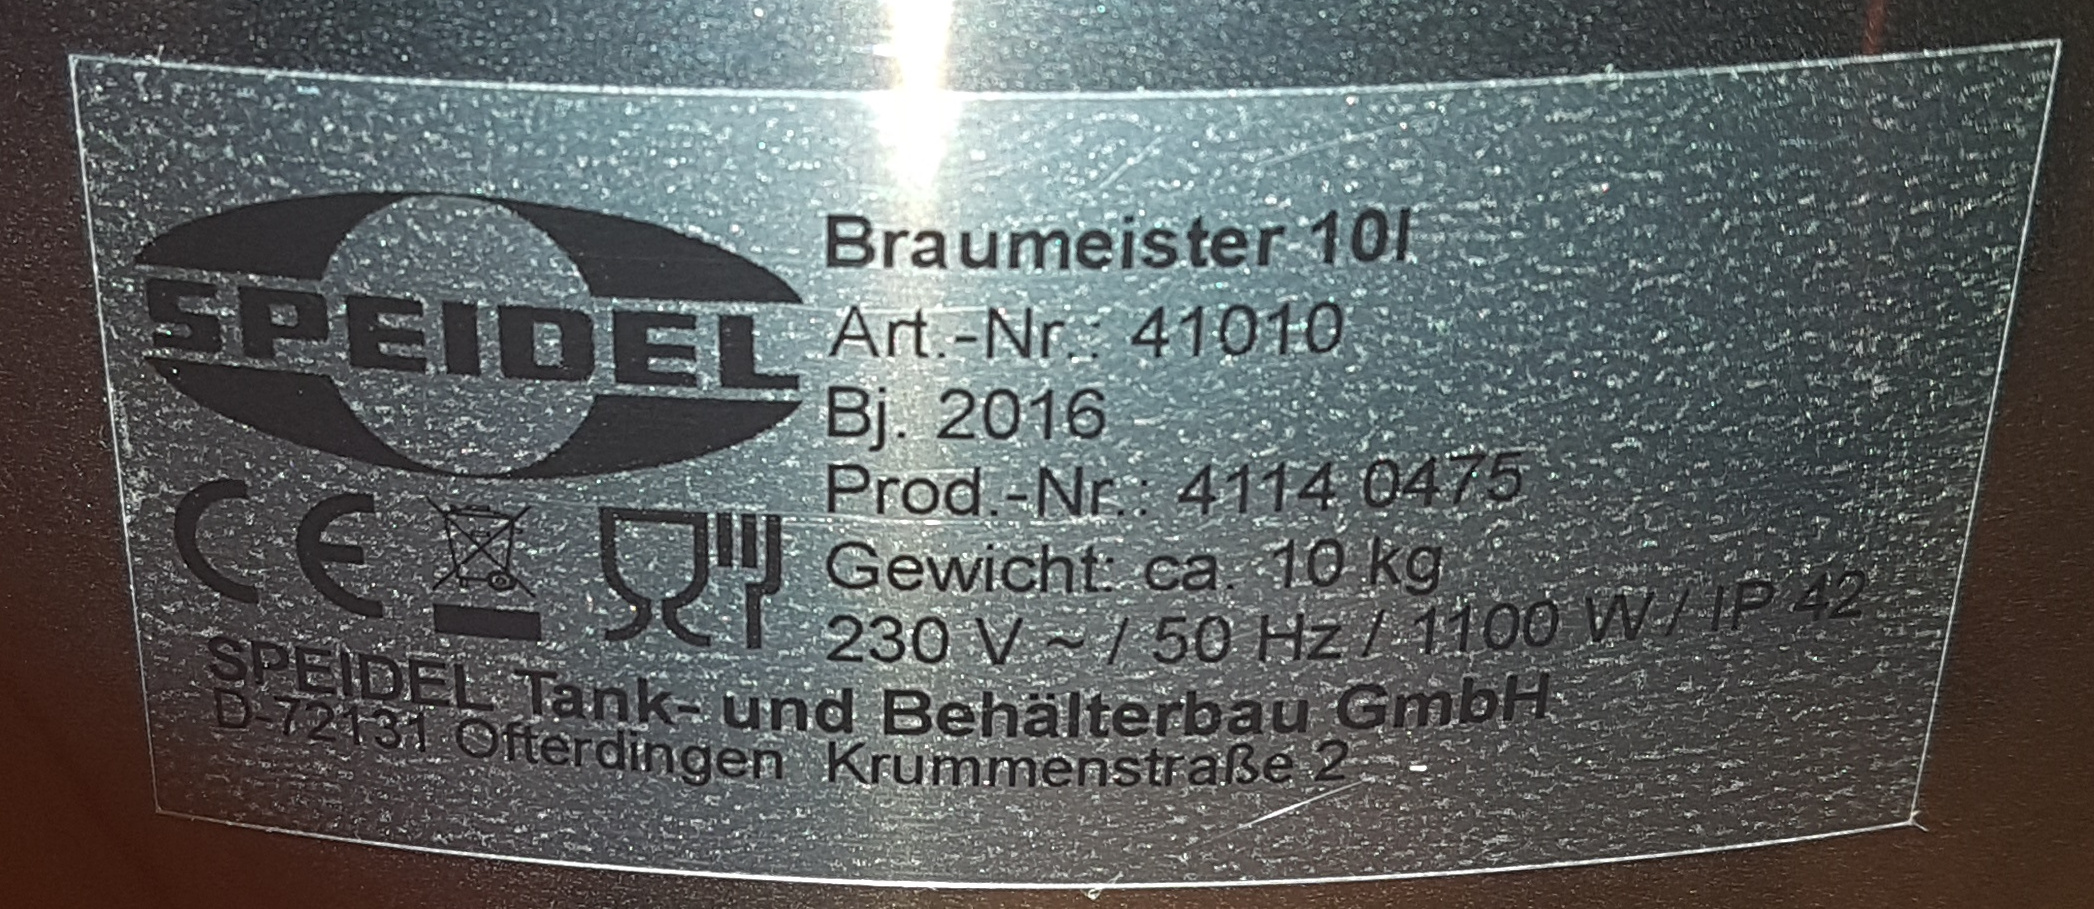 SPEIDEL
Braumeister 10l
Art.-Nr.: 41010
Bj. 2016
Prod.-Nr.: 4114 0475
Gewicht: ca. 10 kg
230 V ~ / 50 Hz / 1100 W / IP 42
CE
SPEIDEL Tank- und Behälterbau GmbH
D-72131 Ofterdingen Krummenstraße 2